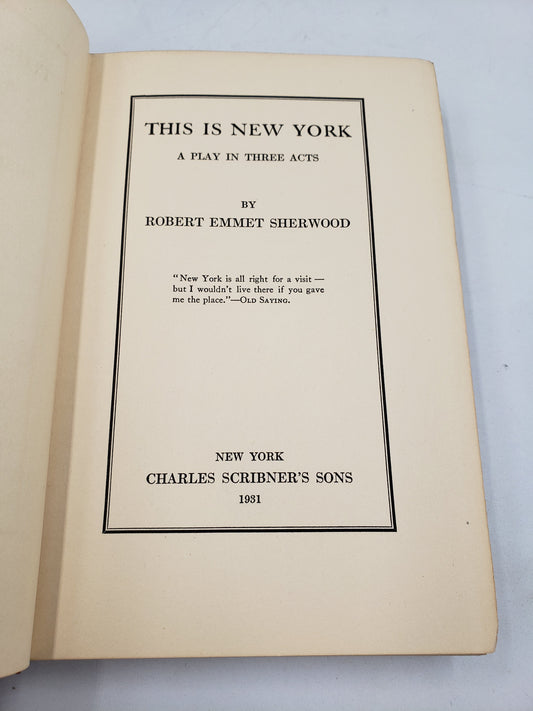 THIS IS NEW YORK
A PLAY IN THREE ACTS
BY
ROBERT EMMET SHERWOOD
“New York is all right for a visit —
but I wouldn’t live there if you gave
me the place.”—Old Saying.
NEW YORK
CHARLES SCRIBNER’S SONS
1931